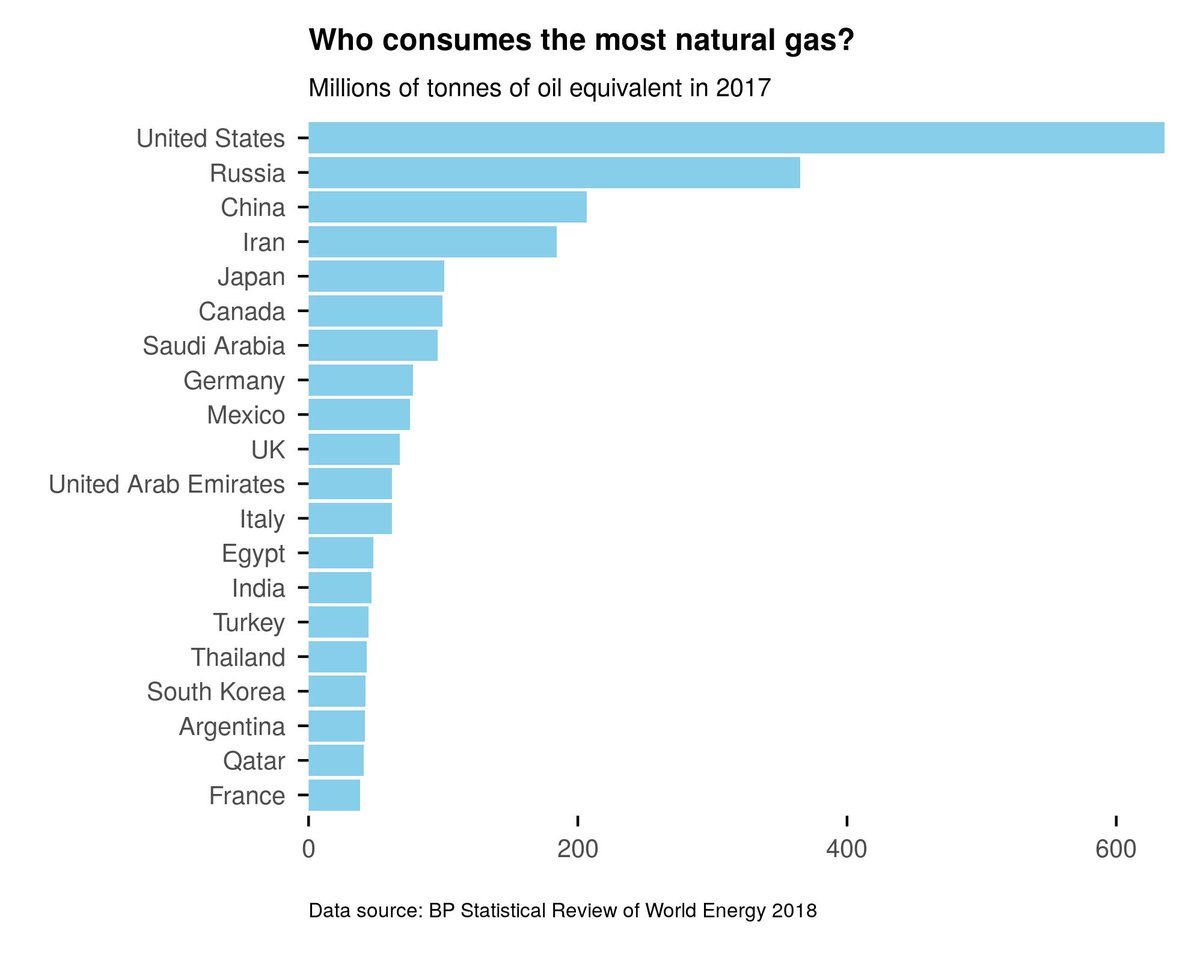 Who consumes the most natural gas?
Millions of tonnes of oil equivalent in 2017
United States
Russia
China
Iran
Japan
Canada
Saudi Arabia
Germany
Mexico
UK
United Arab Emirates
Italy
Egypt
India
Turkey
Thailand
South Korea
Argentina
Qatar
France
0 200 400 600
Data source: BP Statistical Review of World Energy 2018